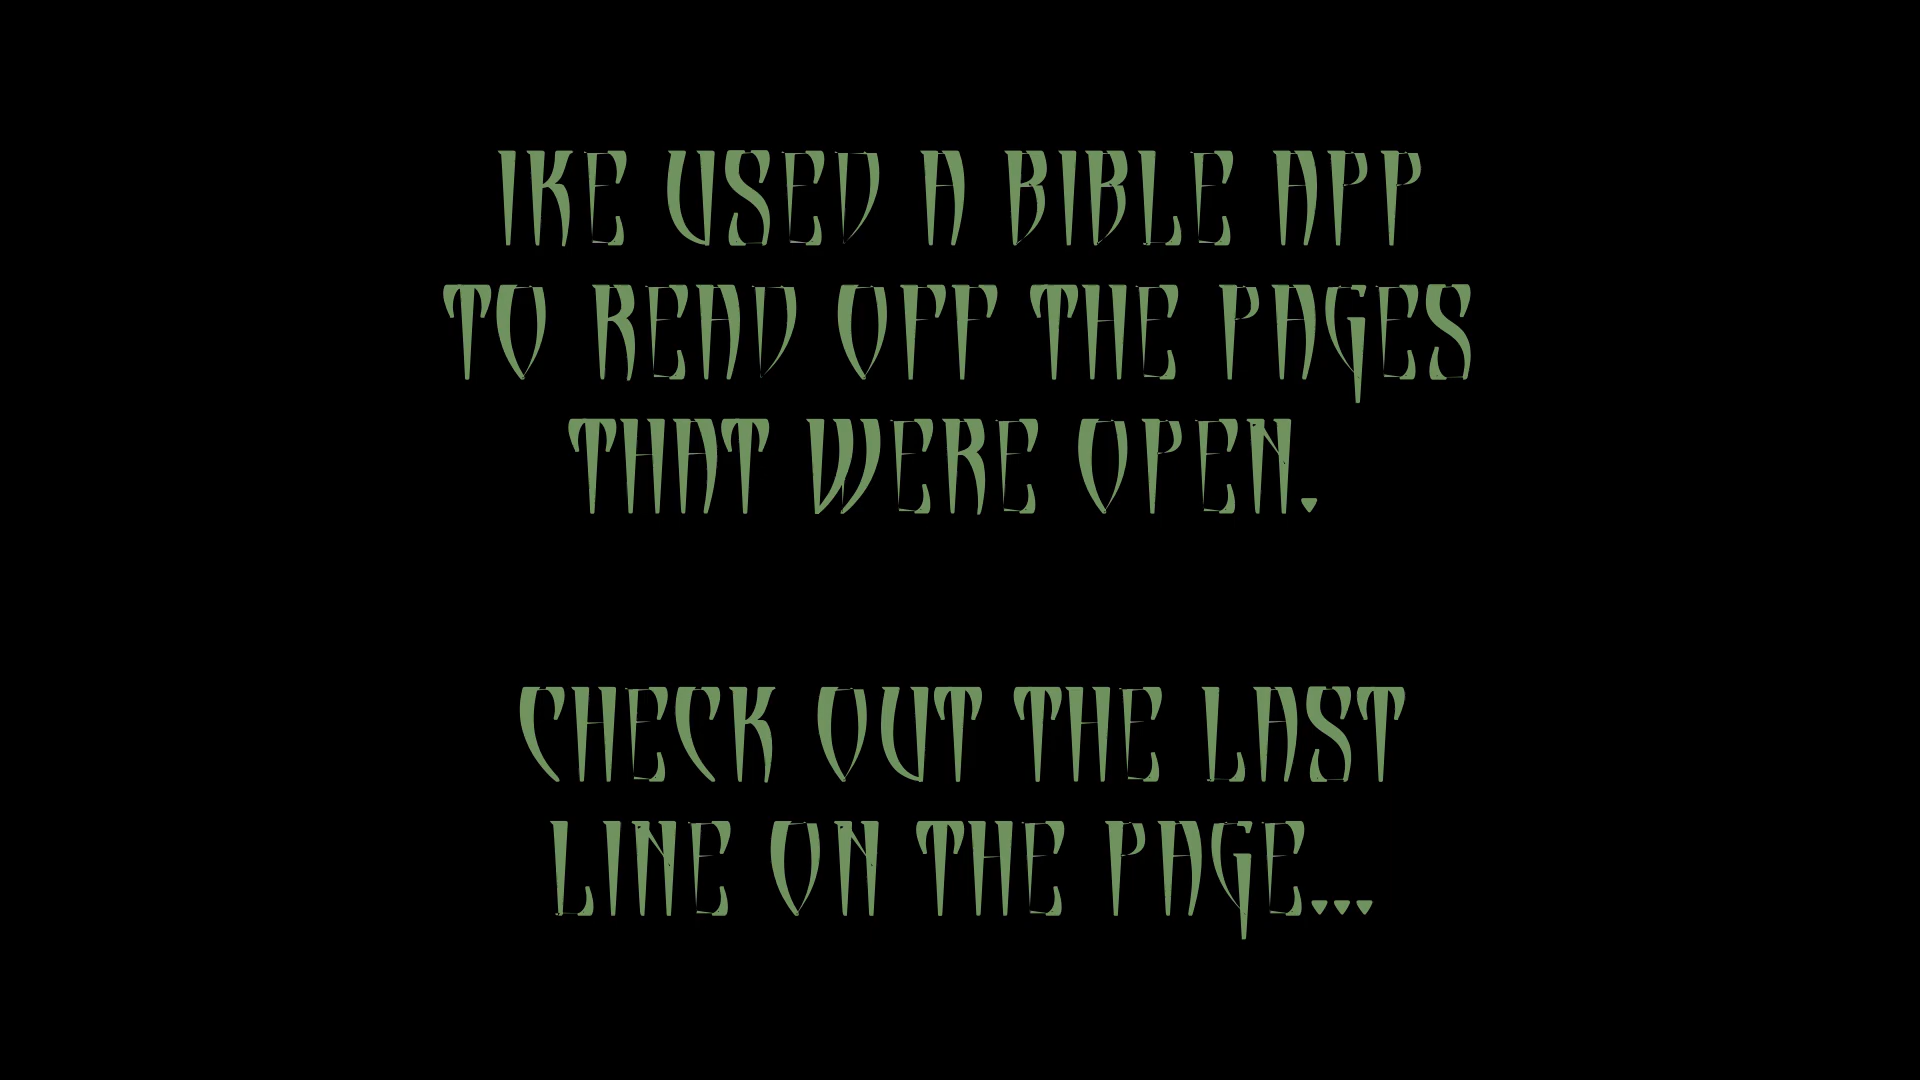 IKE USED A BIBLE APP
TO READ OFF THE PAGES
THAT WERE OPEN.
CHECK OUT THE LAST
LINE ON THE PAGE...